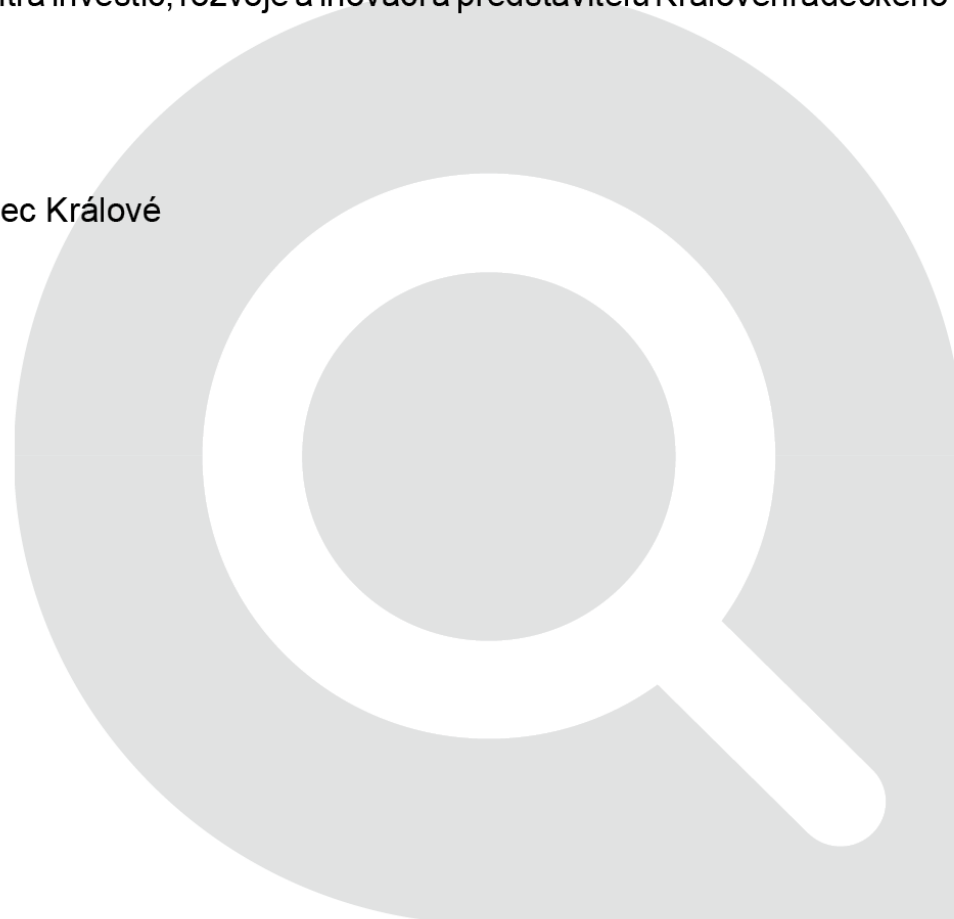 investic, rozvoje a inovací a představitelů Královéhradeckého
ec Králové